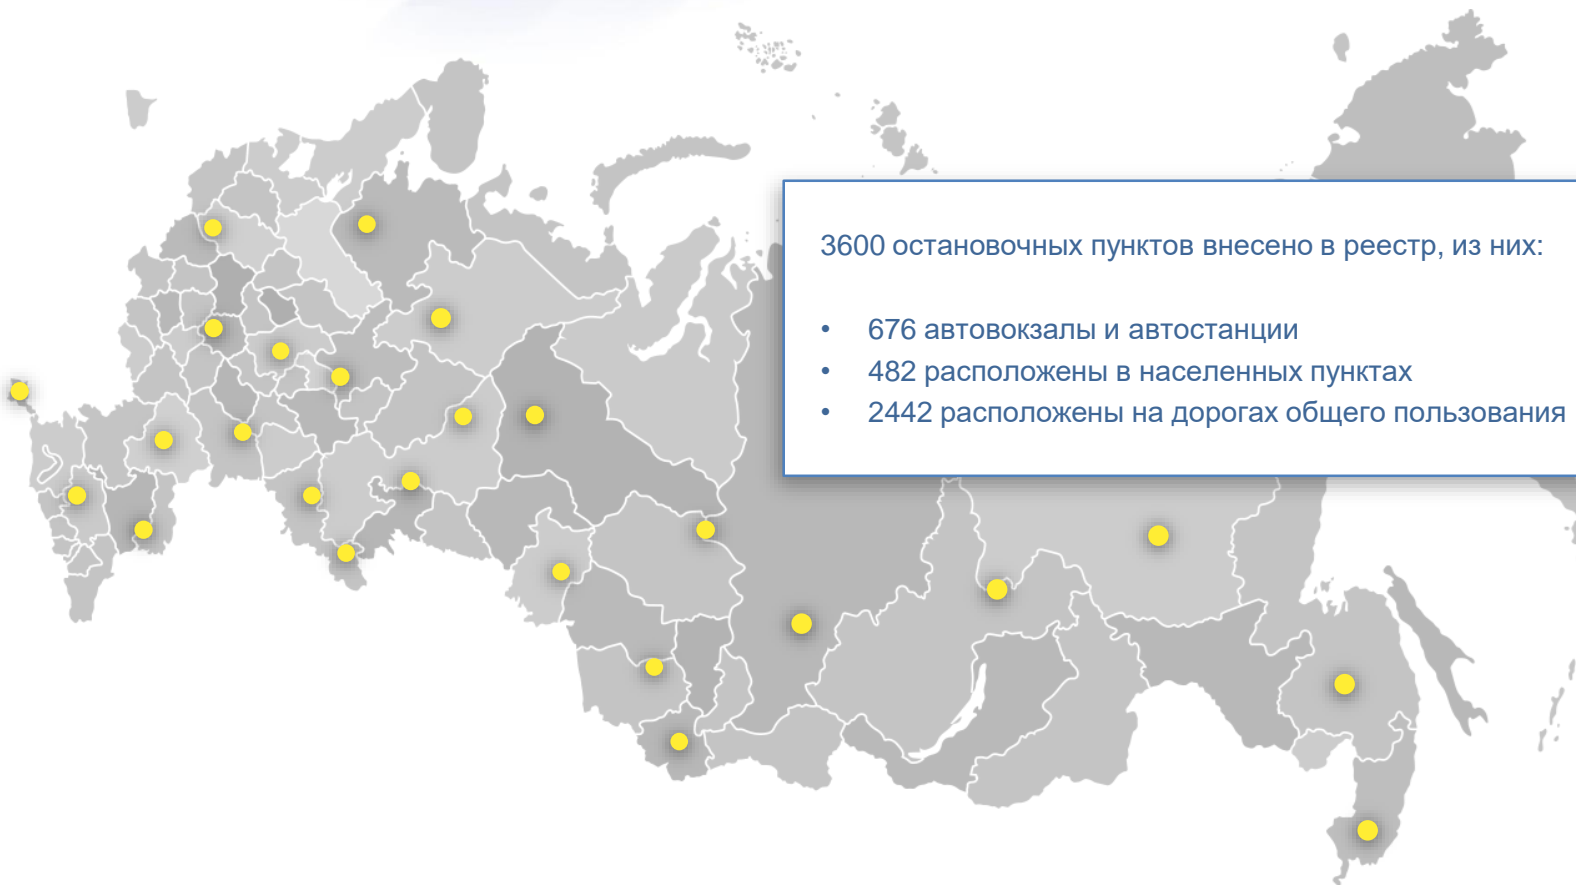 3600 остановочных пунктов внесено в реестр, из них:
• 676 автовокзалы и автостанции
• 482 расположены в населенных пунктах
• 2442 расположены на дорогах общего пользования